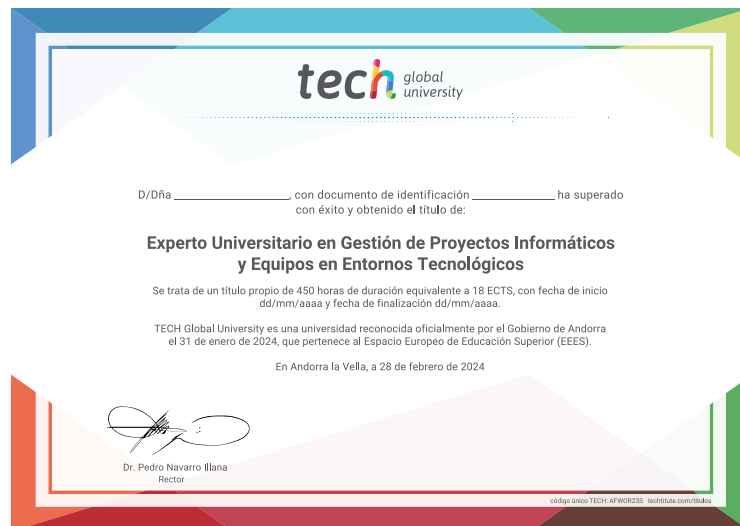 tech global university
D/Dña ______________, con documento de identificación __________ ha superado
con éxito y obtenido el título de:
Experto Universitario en Gestión de Proyectos Informáticos
y Equipos en Entornos Tecnológicos
Se trata de un título propio de 450 horas de duración equivalente a 18 ECTS, con fecha de inicio
dd/mm/aaaa y fecha de finalización dd/mm/aaaa.
TECH Global University es una universidad reconocida oficialmente por el Gobierno de Andorra
el 31 de enero de 2024, que pertenece al Espacio Europeo de Educación Superior (EEES).
En Andorra la Vella, a 28 de febrero de 2024
Dr. Pedro Navarro Illana
Rector
código único TECH: AFWOR23S techtitute.com/titulos